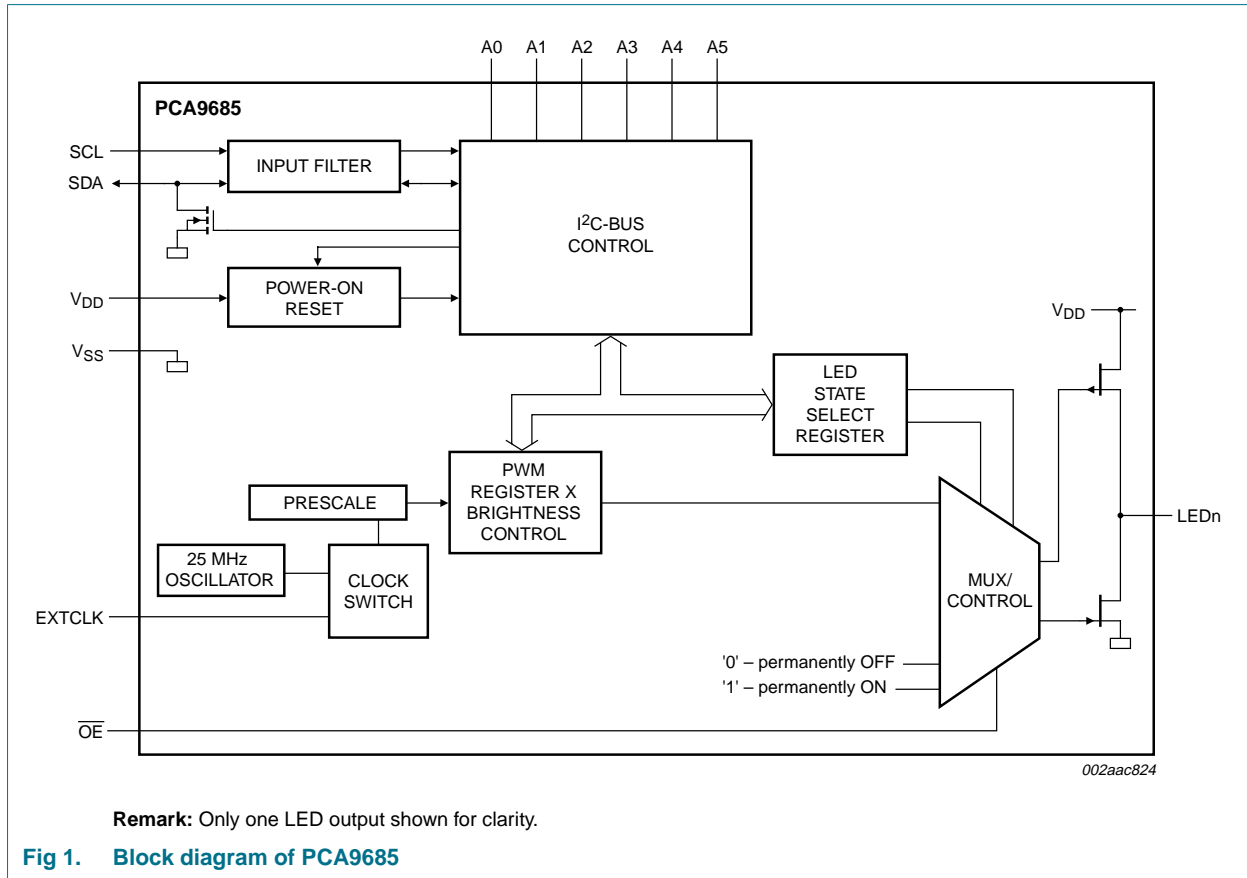 A0 A1 A2 A3 A4 A5
PCA9685
SCL
SDA
INPUT FILTER
I2C-BUS
CONTROL
VDD
POWER-ON
RESET
VSS
VDD
LED
STATE
SELECT
REGISTER
PWM
REGISTER X
BRIGHTNESS
CONTROL
PRESCALE
25 MHz
OSCILLATOR
CLOCK
SWITCH
EXTCLK
MUX/
CONTROL
LEDn
'0' – permanently OFF
'1' – permanently ON
OE
002aac824
Remark: Only one LED output shown for clarity.
Fig 1. Block diagram of PCA9685